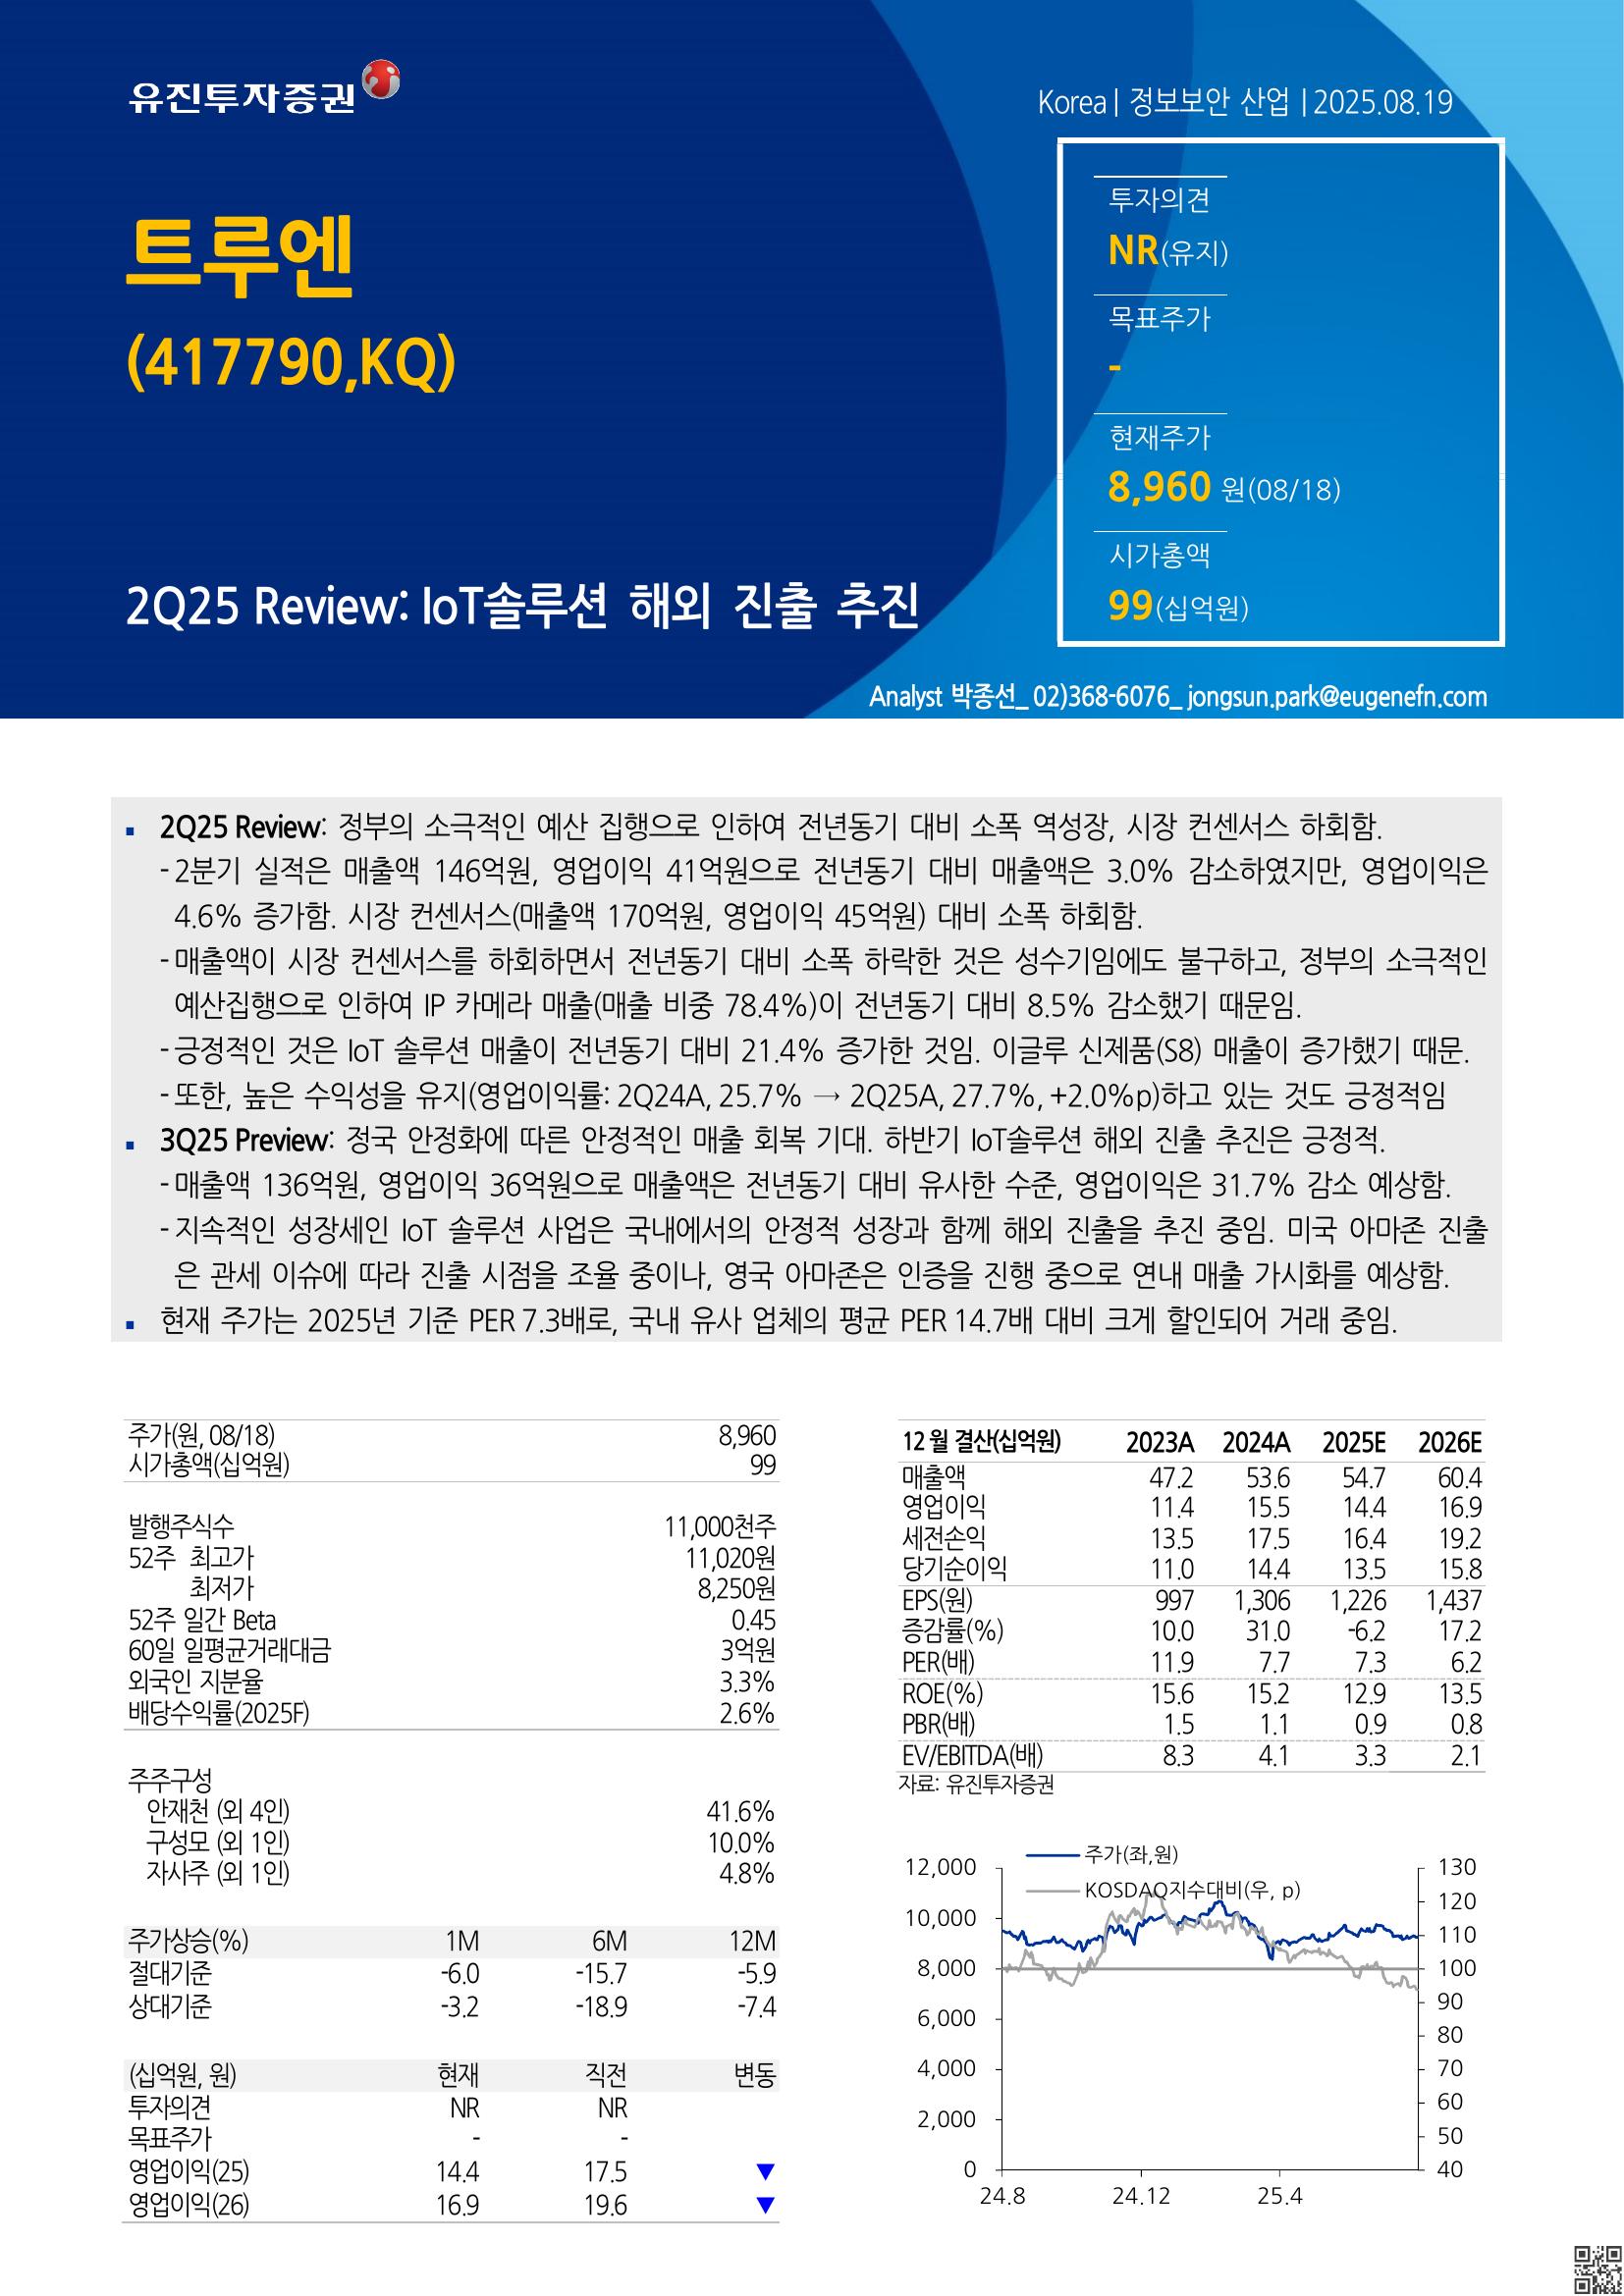 유진투자증권
Korea | 정보보안 산업 | 2025.08.19
트루엔
(417790,KQ)
2Q25 Review: IoT솔루션 해외 진출 추진
투자의견
NR(유지)
목표주가
-
현재주가
8,960 원(08/18)
시가총액
99(십억원)
Analyst 박종선_ 02)368-6076_ jongsun.park@eugenefn.com
▪ 2Q25 Review: 정부의 소극적인 예산 집행으로 인하여 전년동기 대비 소폭 역성장, 시장 컨센서스 하회함.
- 2분기 실적은 매출액 146억원, 영업이익 41억원으로 전년동기 대비 매출액은 3.0% 감소하였지만, 영업이익은
4.6% 증가함. 시장 컨센서스(매출액 170억원, 영업이익 45억원) 대비 소폭 하회함.
- 매출액이 시장 컨센서스를 하회하면서 전년동기 대비 소폭 하락한 것은 성수기임에도 불구하고, 정부의 소극적인
예산집행으로 인하여 IP 카메라 매출(매출 비중 78.4%)이 전년동기 대비 8.5% 감소했기 때문임.
- 긍정적인 것은 IoT 솔루션 매출이 전년동기 대비 21.4% 증가한 것임. 이글루 신제품(S8) 매출이 증가했기 때문.
- 또한, 높은 수익성을 유지(영업이익률: 2Q24A, 25.7% → 2Q25A, 27.7%, +2.0%p)하고 있는 것도 긍정적임
▪ 3Q25 Preview: 정국 안정화에 따른 안정적인 매출 회복 기대. 하반기 IoT솔루션 해외 진출 추진은 긍정적.
- 매출액 136억원, 영업이익 36억원으로 매출액은 전년동기 대비 유사한 수준, 영업이익은 31.7% 감소 예상함.
- 지속적인 성장세인 IoT 솔루션 사업은 국내에서의 안정적 성장과 함께 해외 진출을 추진 중임. 미국 아마존 진출
은 관세 이슈에 따라 진출 시점을 조율 중이나, 영국 아마존은 인증을 진행 중으로 연내 매출 가시화를 예상함.
▪ 현재 주가는 2025년 기준 PER 7.3배로, 국내 유사 업체의 평균 PER 14.7배 대비 크게 할인되어 거래 중임.
주가(원, 08/18) 8,960
시가총액(십억원) 99
발행주식수 11,000천주
52주 최고가 11,020원
최저가 8,250원
52주 일간 Beta 0.45
60일 일평균거래대금 3억원
외국인 지분율 3.3%
배당수익률(2025F) 2.6%
주주구성
안재천 (외 4인) 41.6%
구성모 (외 1인) 10.0%
자사주 (외 1인) 4.8%
주가상승(%) 1M 6M 12M
절대기준 -6.0 -15.7 -5.9
상대기준 -3.2 -18.9 -7.4
(십억원, 원) 현재 직전 변동
투자의견 NR NR
목표주가 - -
영업이익(25) 14.4 17.5 ▼
영업이익(26) 16.9 19.6 ▼
12 월 결산(십억원) 2023A 2024A 2025E 2026E
매출액 47.2 53.6 54.7 60.4
영업이익 11.4 15.5 14.4 16.9
세전손익 13.5 17.5 16.4 19.2
당기순이익 11.0 14.4 13.5 15.8
EPS(원) 997 1,306 1,226 1,437
증감률(%) 10.0 31.0 -6.2 17.2
PER(배) 11.9 7.7 7.3 6.2
ROE(%) 15.6 15.2 12.9 13.5
PBR(배) 1.5 1.1 0.9 0.8
EV/EBITDA(배) 8.3 4.1 3.3 2.1
자료: 유진투자증권
주가(좌,원)
KOSDAQ지수대비(우, p)
12,000 130
120
10,000 110
8,000 100
90
6,000 80
4,000 70
60
2,000 50
0 40
24.8 24.12 25.4